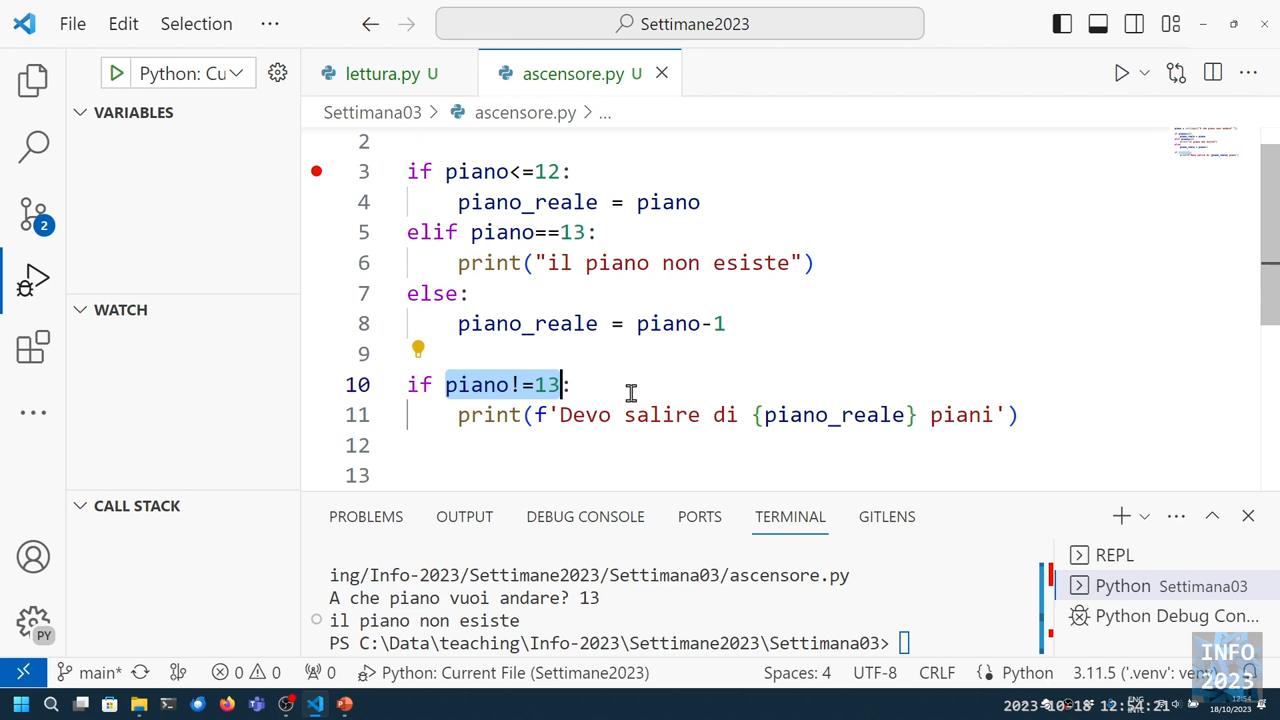 File Edit Selection ··· Settimane2023
Python: Cu
lettura.py U ascensore.py U
VARIABLES
Settimana03 > ascensore.py > ...
2
3 if piano<=12:
4 piano_reale = piano
5 elif piano==13:
6 print("il piano non esiste")
7 else:
8 piano_reale = piano-1
9
10 if piano!=13:
11 print(f'Devo salire di {piano_reale} piani')
12
13
2
WATCH
CALL STACK
PY
PROBLEMS OUTPUT DEBUG CONSOLE PORTS TERMINAL GITLENS
ing/Info-2023/Settimane2023/Settimana03/ascensore.py
A che piano vuoi andare? 13
il piano non esiste
PS C:\Data\teaching\Info-2023\Settimane2023\Settimana03>
REPL
Python Settimana03
Python Debug Con...
main* 0 0 0 Python: Current File (Settimane2023) Spaces: 4 UTF-8 CRLF Python 3.11.5 ('.venv': venv)
INFO
2023
ENG
12:54
18/10/2023